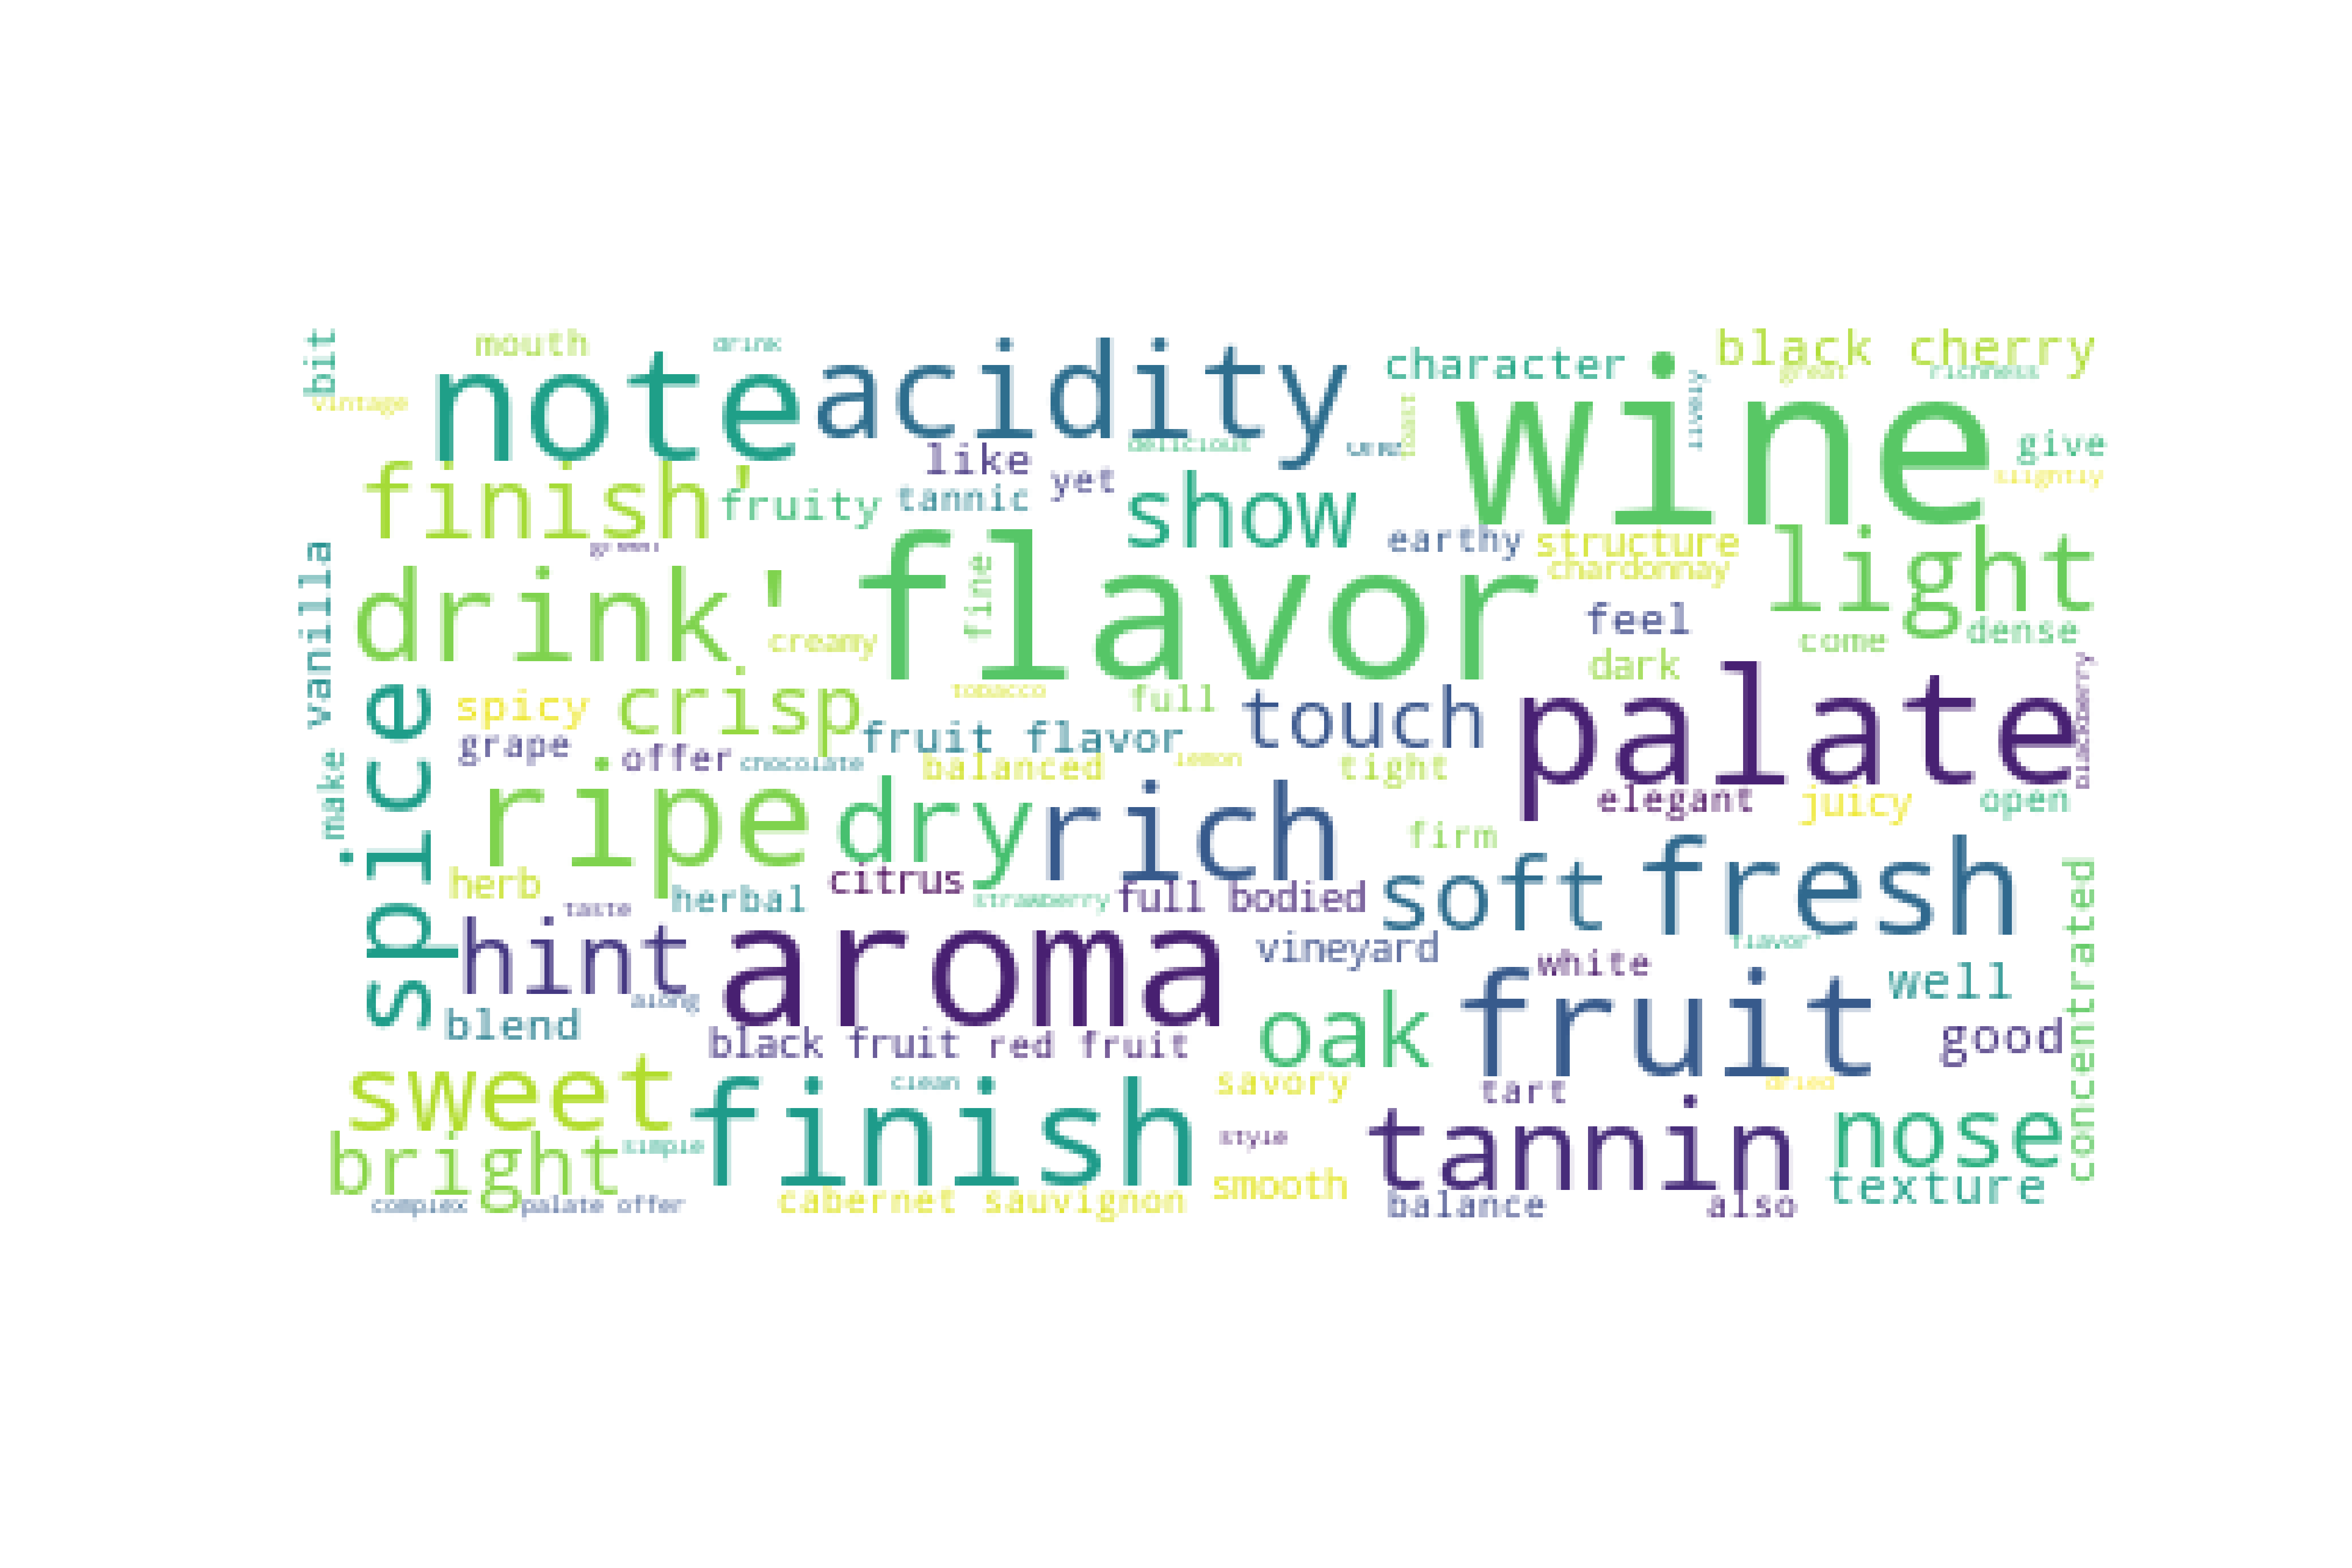 bit
mouth
drink
note
acidity
character
wine
black cherry
great
richness
vintage
lively
toast
like
delicious
give
slightly
finish'
fruity
tannic
yet
show
earthy
structure
chardonnay
light
vanilla
drink'
creamy
fine
flavor
feel
come
dense
dark
spice
spicy
crisp
tobacco
full
touch
palate
blackberry
grape
offer
chocolate
fruit flavor
balanced
lemon
tight
elegant
juicy
open
make
ripe
dry
rich
firm
soft
fresh
herb
herbal
citrus
strawberry
full bodied
taste
hint
aroma
vineyard
white
flavor'
well
concentrated
along
blend
black fruit
red fruit
oak
fruit
good
sweet
finish
clean
savory
tart
dried
bright
simple
style
tannin
nose
complex
palate offer
cabernet sauvignon
smooth
balance
also
texture